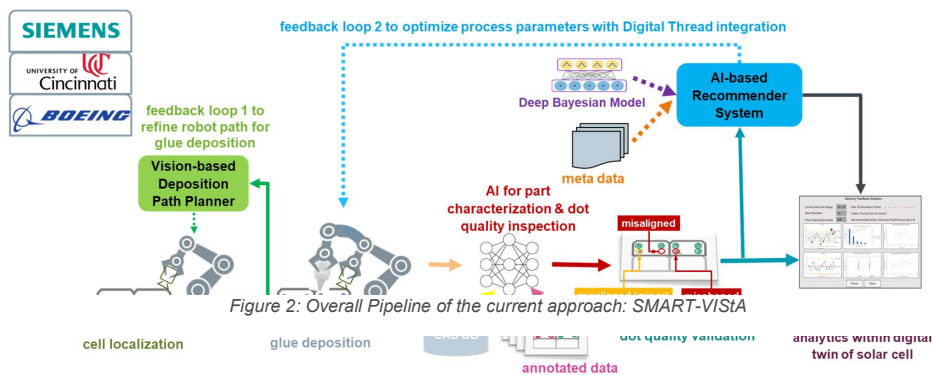 SIEMENS
UNIVERSITY OF
Cincinnati
BOEING
feedback loop 2 to optimize process parameters with Digital Thread integration
feedback loop 1 to
refine robot path for
glue deposition
Vision-based
Deposition
Path Planner
Deep Bayesian Model
meta data
AI-based
Recommender
System
AI for part
characterization & dot
quality inspection
misaligned
Figure 2: Overall Pipeline of the current approach: SMART-VIStA
cell localization
glue deposition
CAD DB
annotated data
dot quality validation
analytics within digital
twin of solar cell